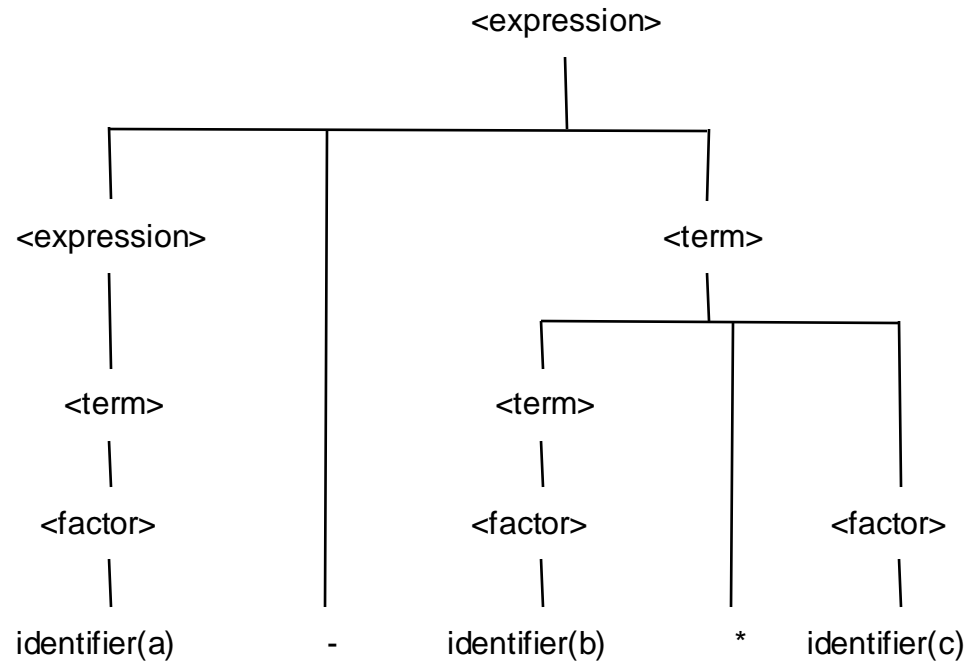 <expression>
<expression> <term>
<term> <term>
<factor> <factor> <factor>
identifier(a) - identifier(b) * identifier(c)